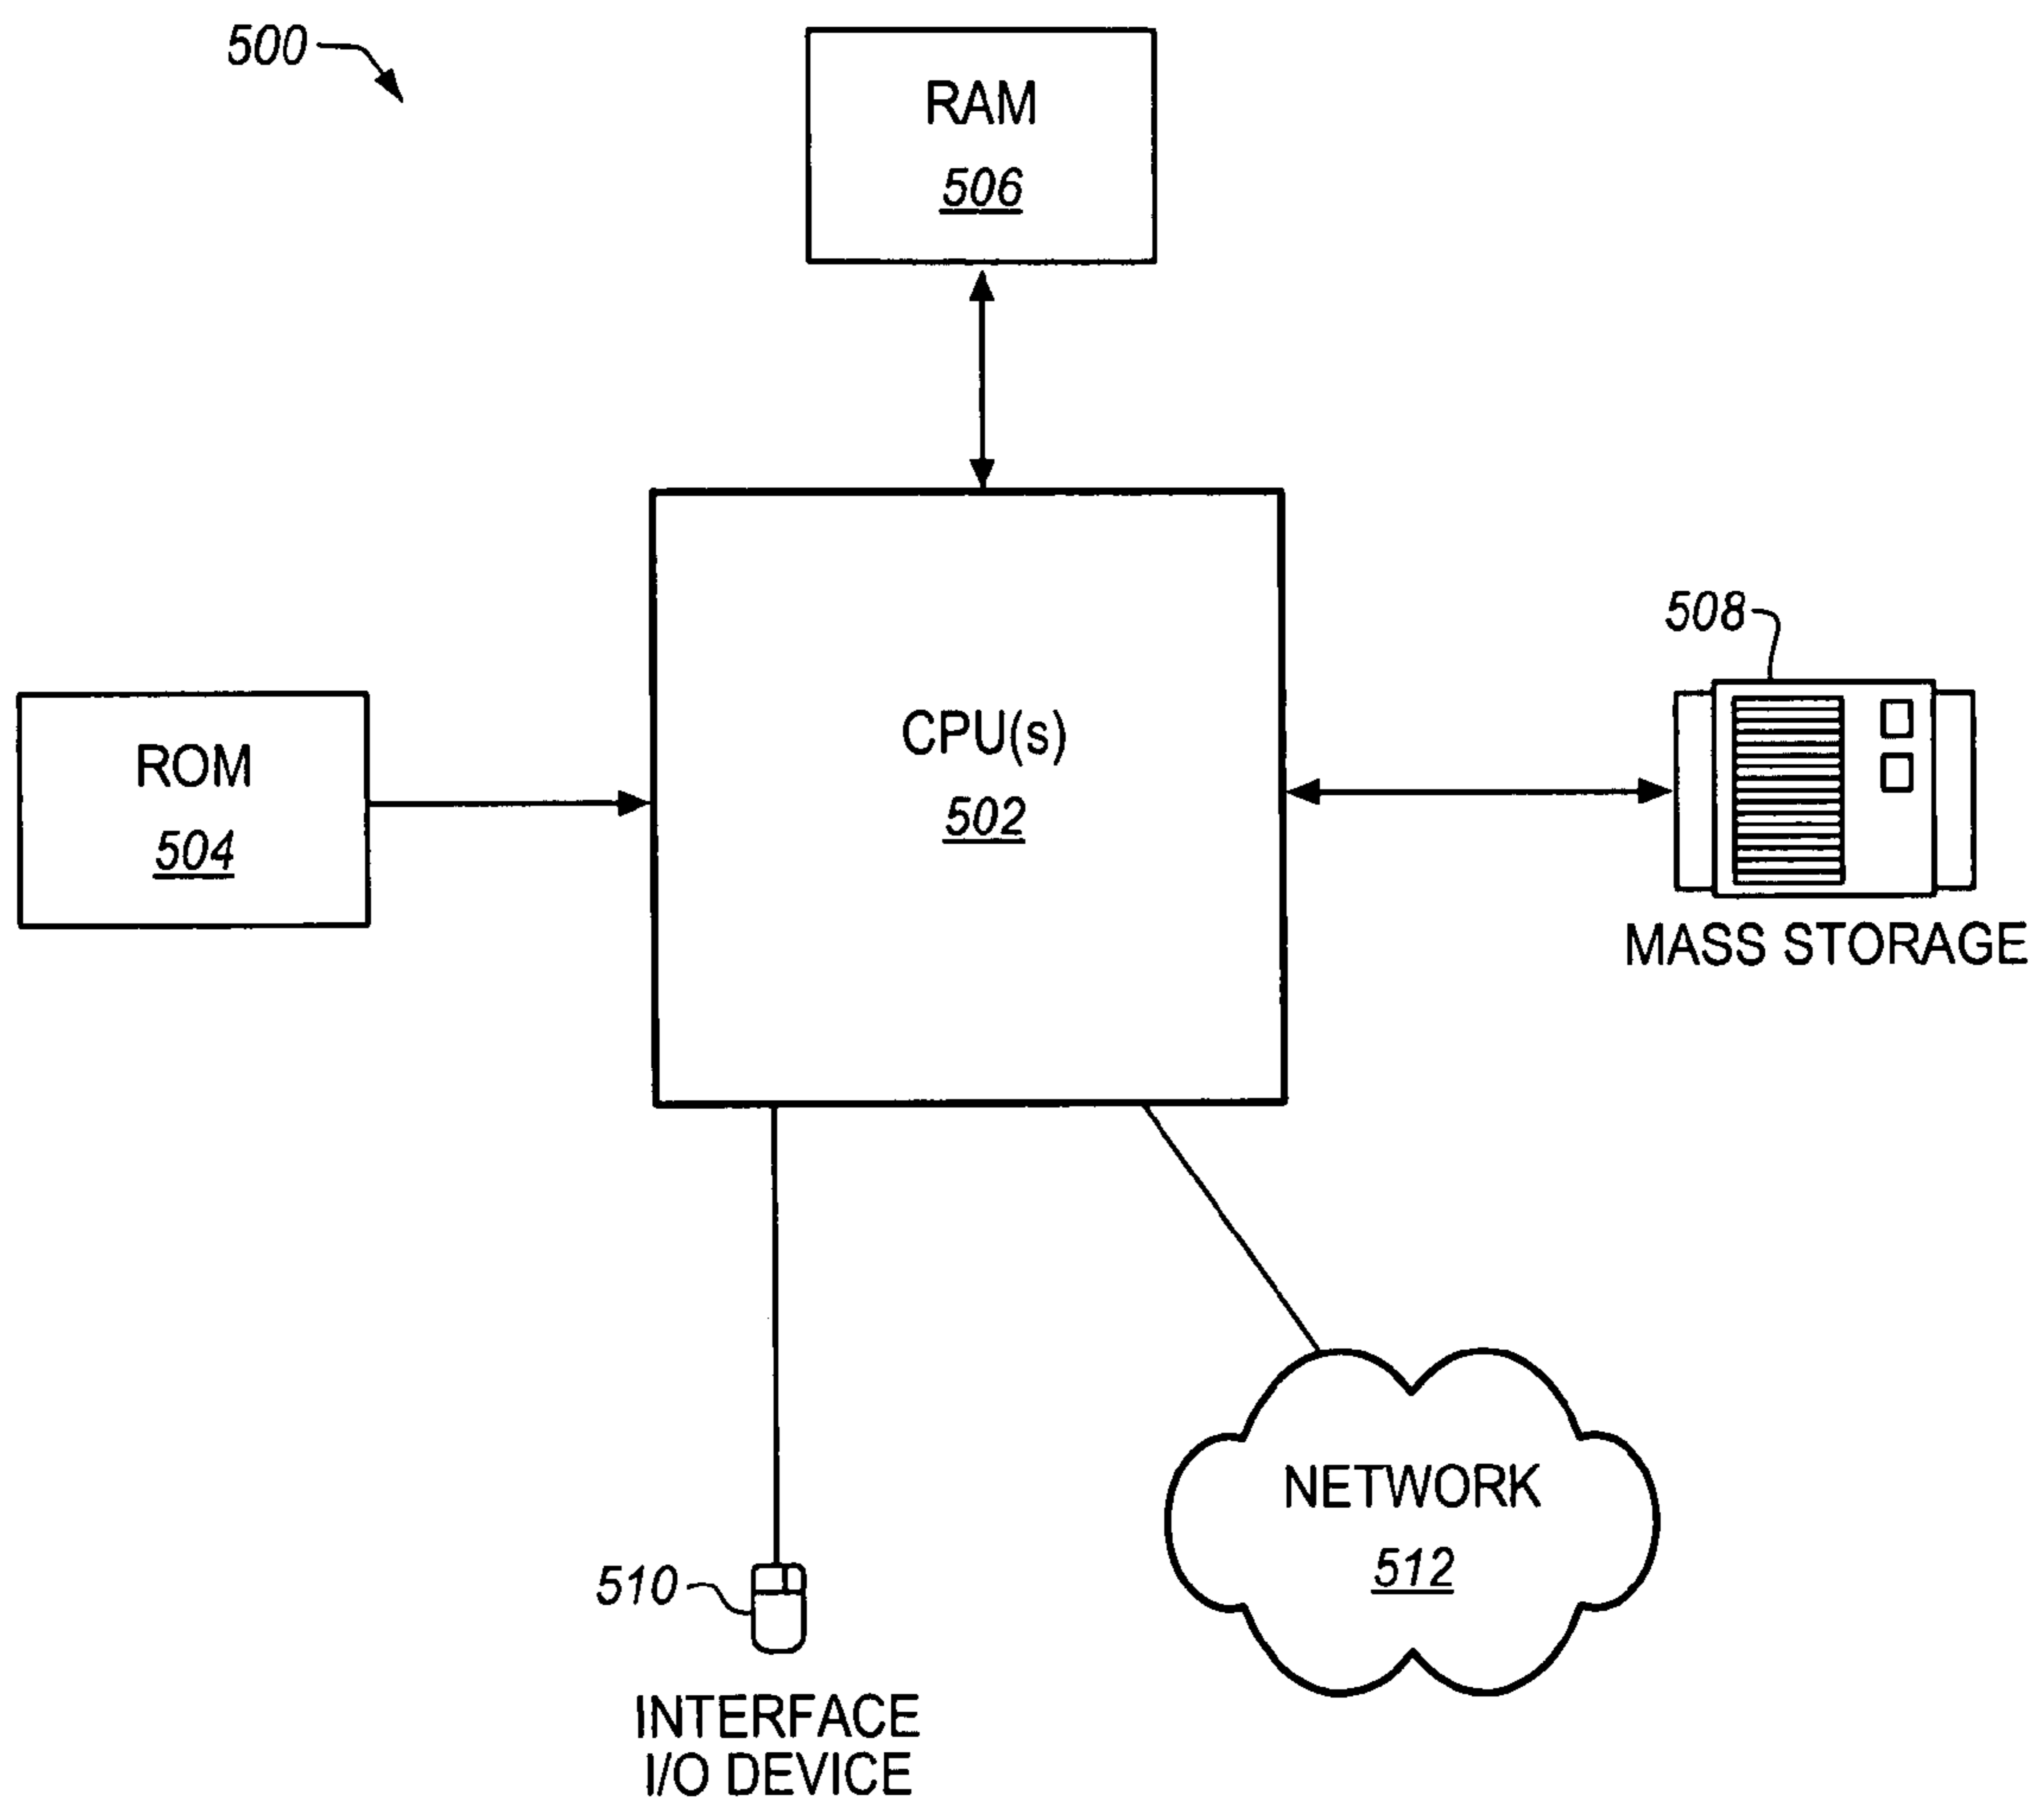 500
RAM
506
508
CPU(s)
502
ROM
504
MASS STORAGE
NETWORK
512
510
INTERFACE
I/O DEVICE